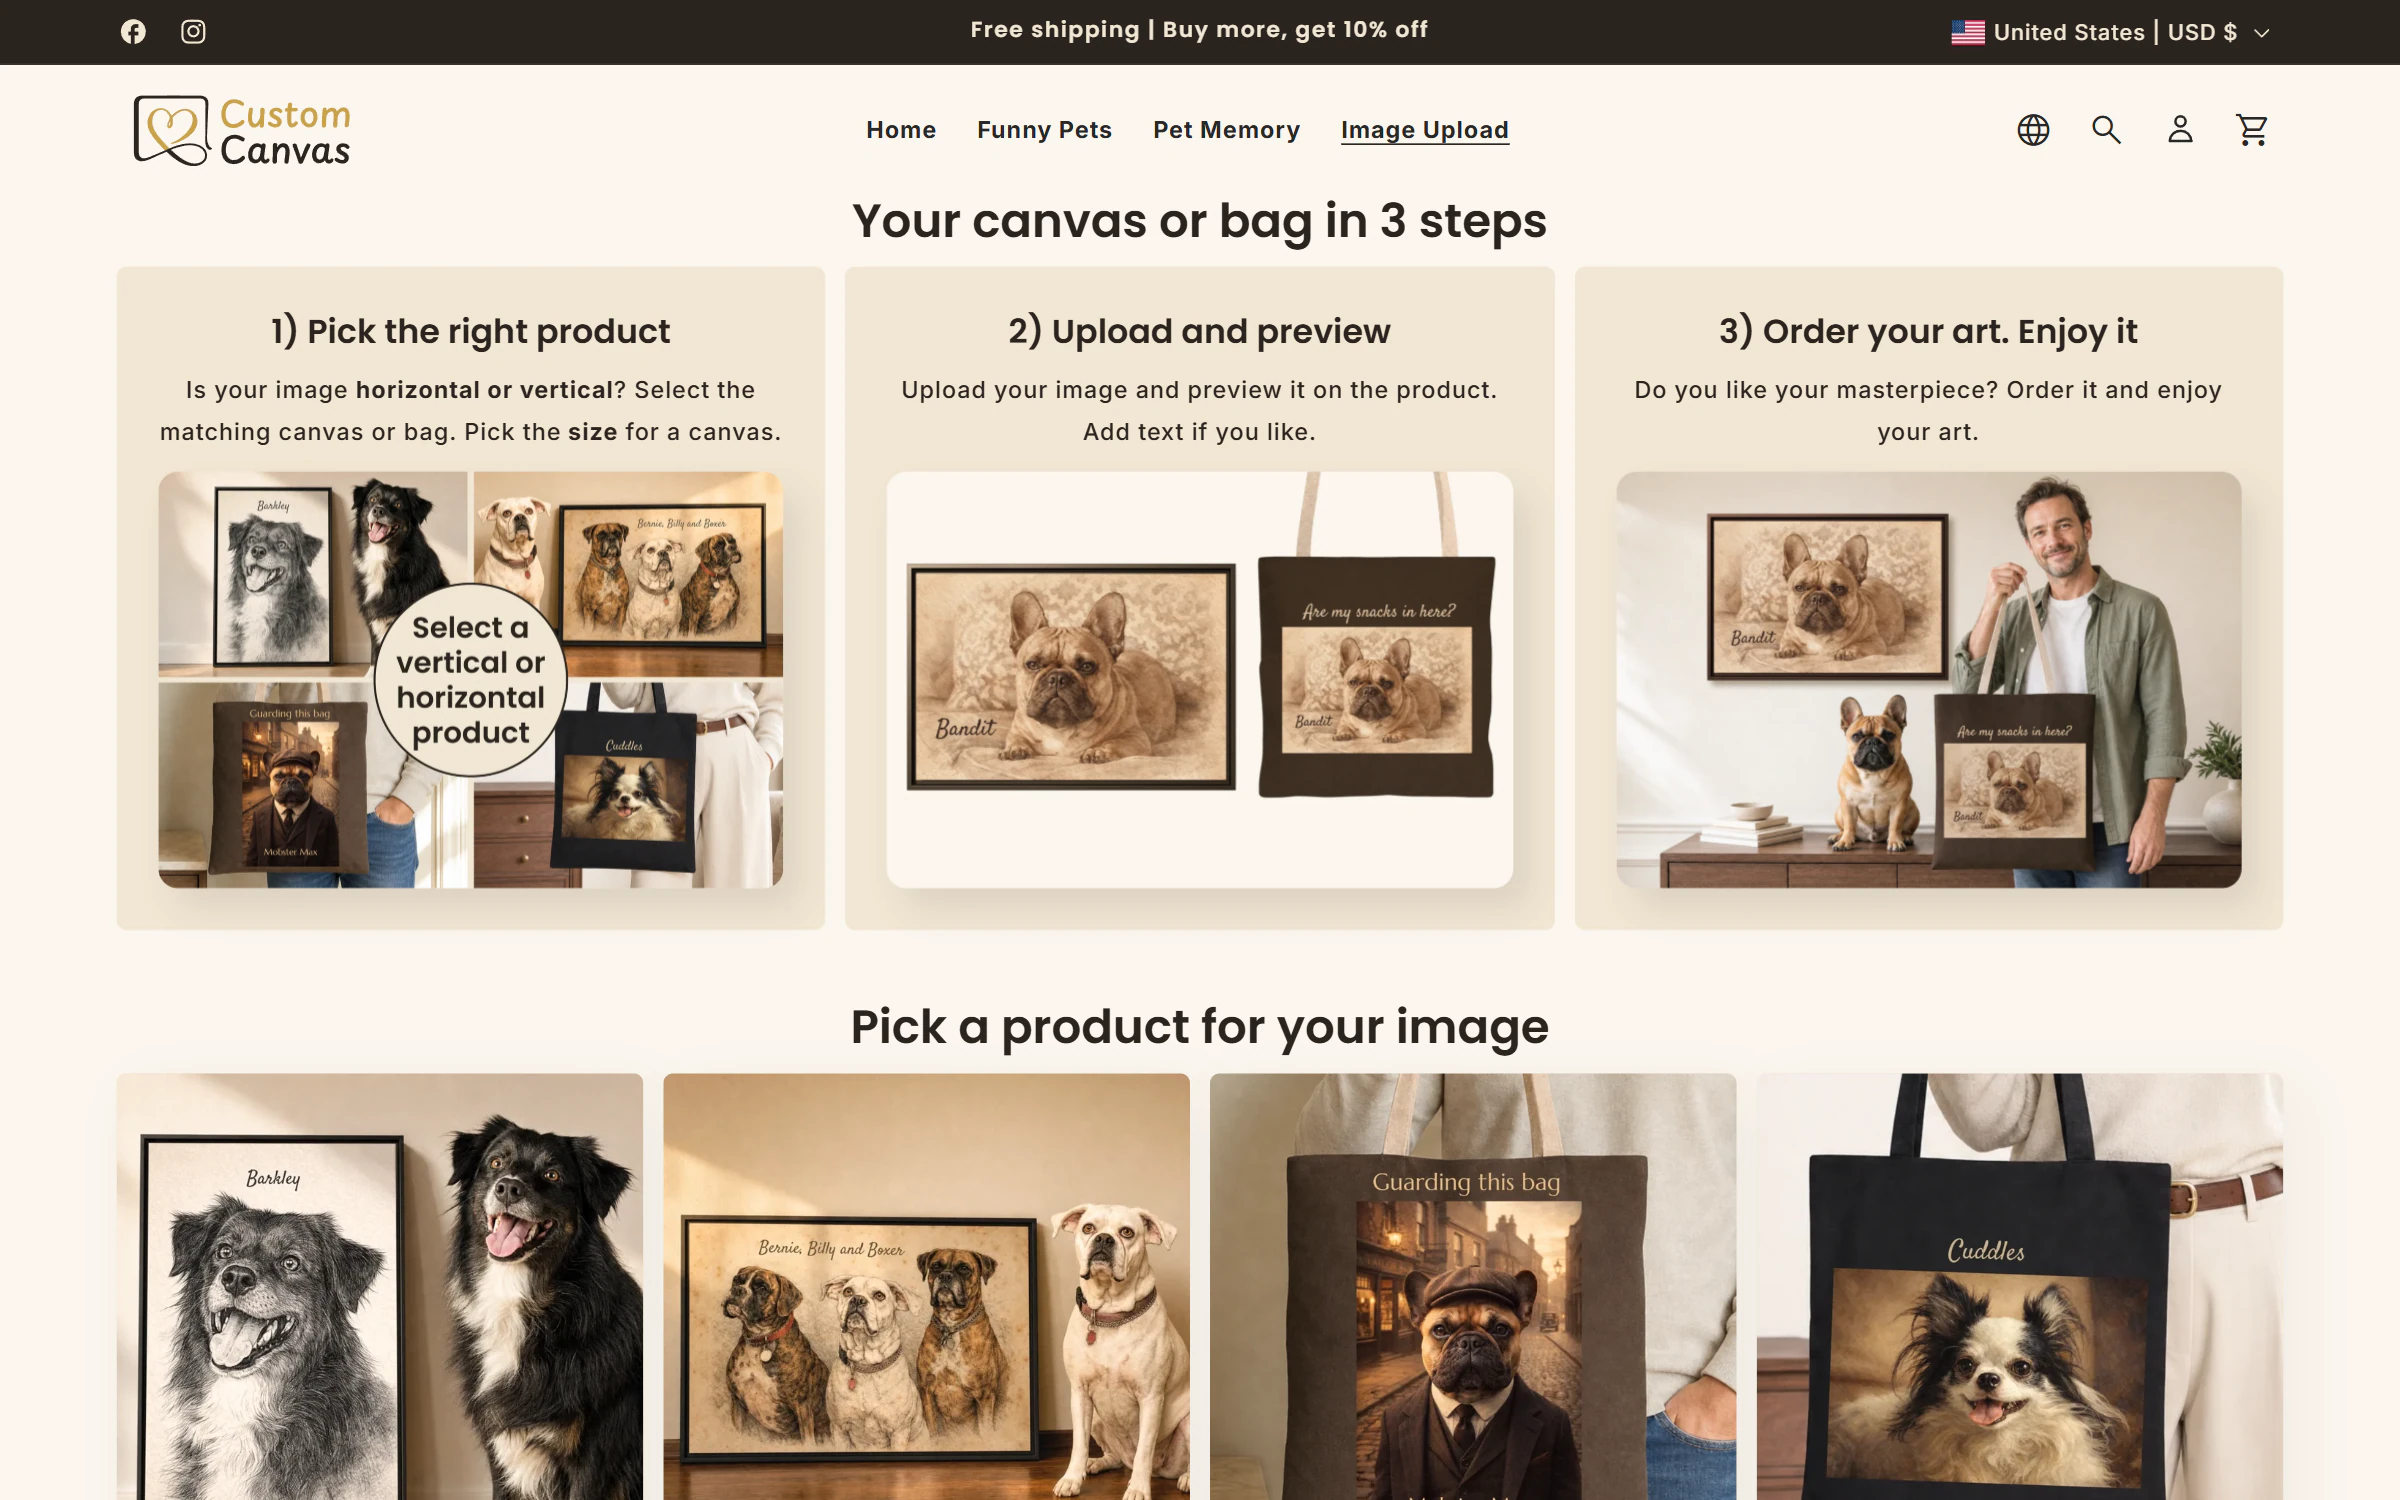 Free shipping | Buy more, get 10% off
United States | USD $
Custom
Canvas
Home
Funny Pets
Pet Memory
Image Upload
Your canvas or bag in 3 steps
1) Pick the right product
Is your image horizontal or vertical? Select the
matching canvas or bag. Pick the size for a canvas.
Barkley
Bernie, Billy and Boxer
Select a
vertical or
horizontal
product
Guarding this bag
Mobster Max
Cuddles
2) Upload and preview
Upload your image and preview it on the product.
Add text if you like.
Bandit
Are my snacks in here?
Bandit
3) Order your art. Enjoy it
Do you like your masterpiece? Order it and enjoy
your art.
Bandit
Are my snacks in here?
Bandit
Pick a product for your image
Barkley
Bernie, Billy and Boxer
Guarding this bag
Cuddles